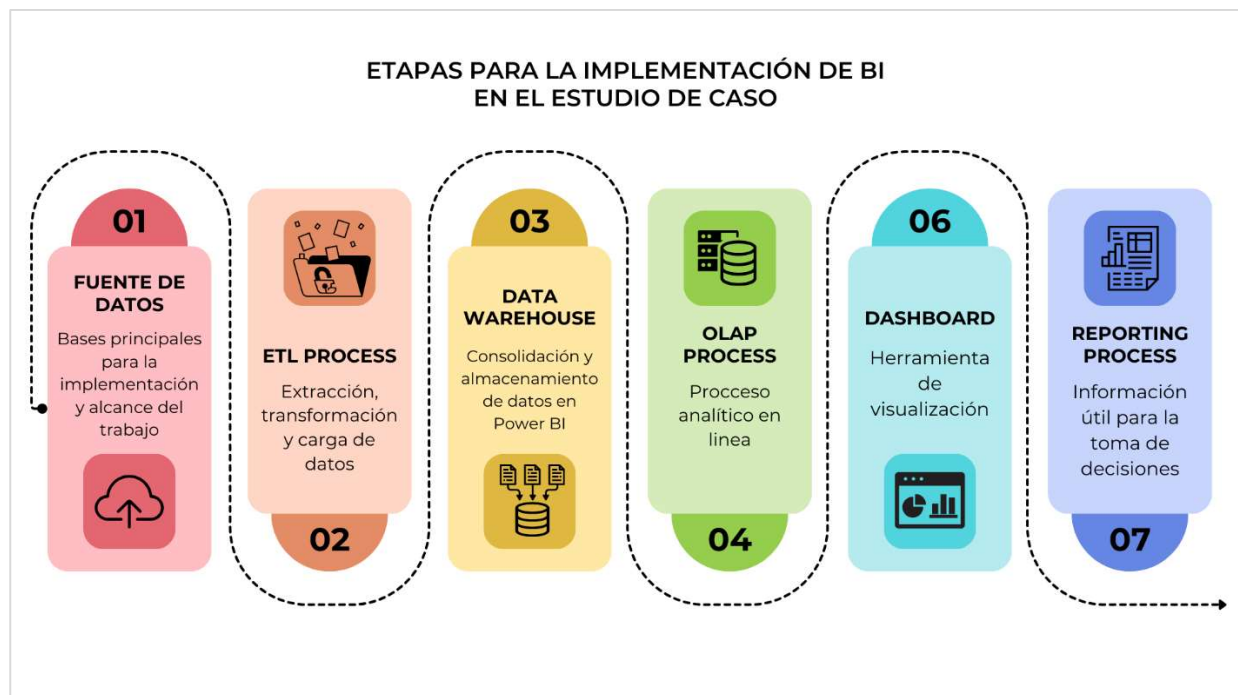 ETAPAS PARA LA IMPLEMENTACIÓN DE BI
EN EL ESTUDIO DE CASO
01
FUENTE DE
DATOS
Bases principales
para la
implementación
y alcance del
trabajo
ETL PROCESS
Extracción,
transformación
y carga de
datos
02
03
DATA
WAREHOUSE
Consolidación y
almacenamiento
de datos en
Power BI
OLAP
PROCESS
Procceso
analítico en
linea
04
06
DASHBOARD
Herramienta
de
visualización
REPORTING
PROCESS
Información
útil para la
toma de
decisiones
07